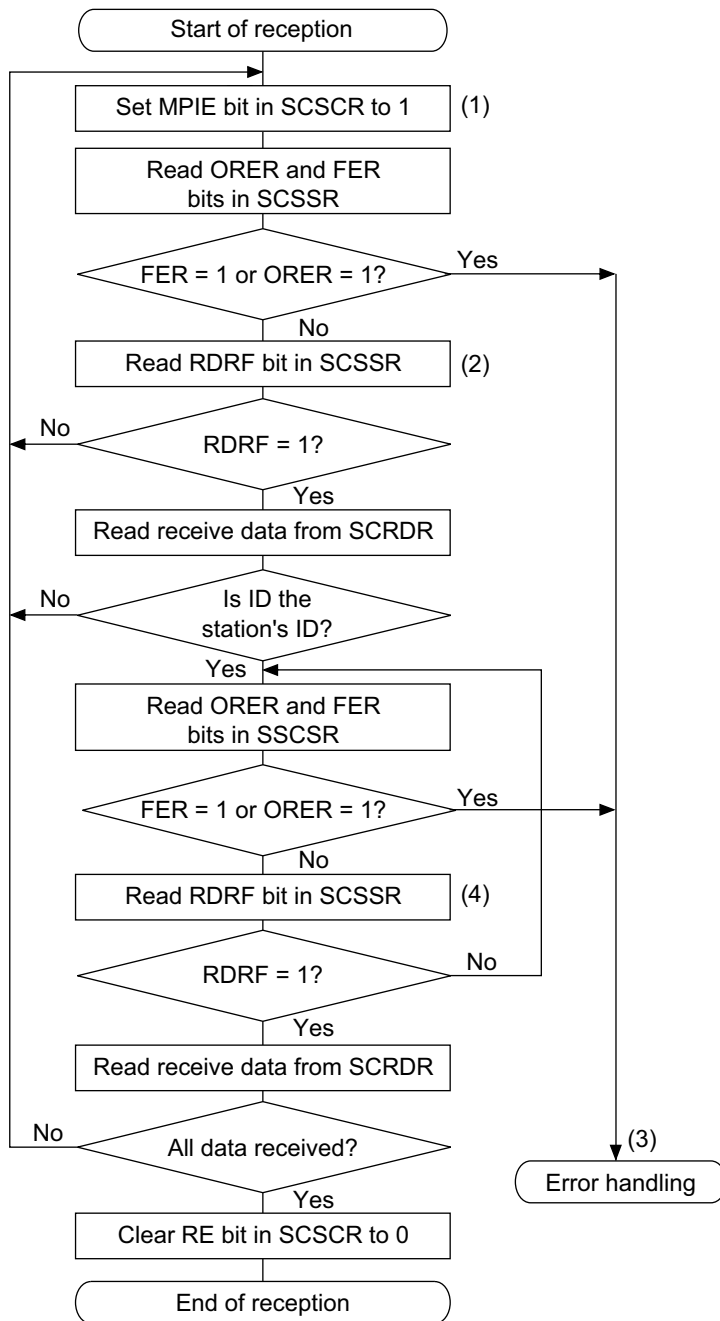 Start of reception
Set MPIE bit in SCSCR to 1
(1)
Read ORER and FER
bits in SCSSR
FER = 1 or ORER = 1?
Yes
No
Read RDRF bit in SCSSR
(2)
No
RDRF = 1?
Yes
Read receive data from SCRDR
No
Is ID the
station's ID?
Yes
Read ORER and FER
bits in SSCSR
FER = 1 or ORER = 1?
Yes
No
Read RDRF bit in SCSSR
(4)
RDRF = 1?
No
Yes
Read receive data from SCRDR
No
All data received?
(3)
Error handling
Yes
Clear RE bit in SCSCR to 0
End of reception